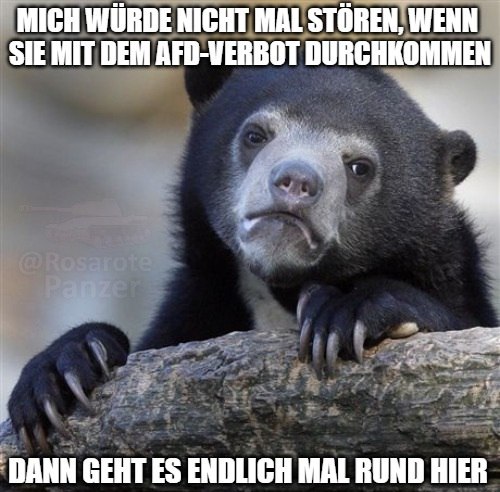 MICH WÜRDE NICHT MAL STÖREN, WENN
SIE MIT DEM AFD-VERBOT DURCHKOMMEN
@Rosarote
Panzer
DANN GEHT ES ENDLICH MAL RUND HIER